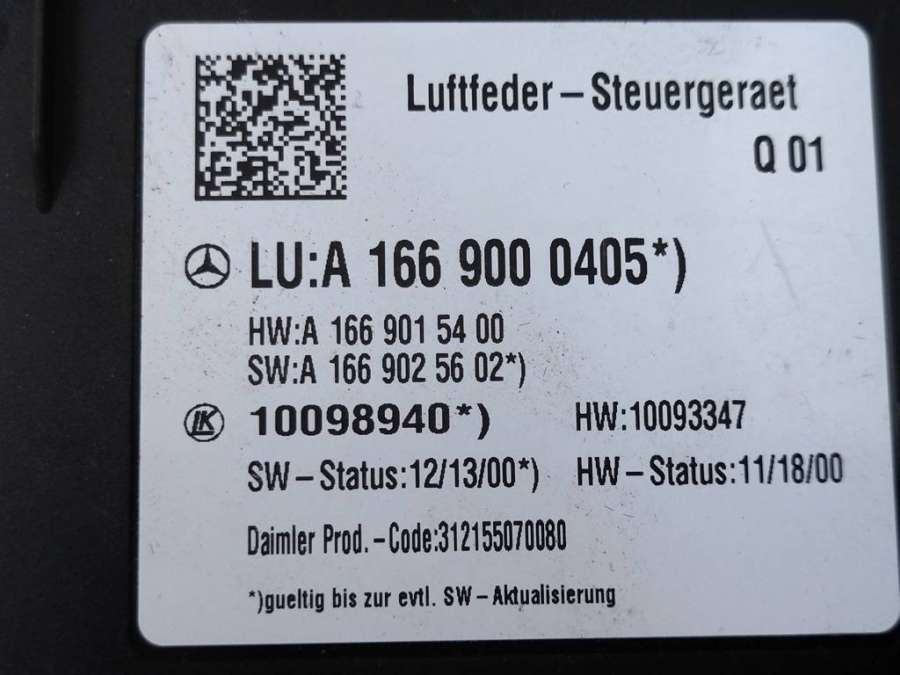 Luftfeder-Steuergeraet
Q 01
LU:A 166 900 0405*)
HW:A 166 901 54 00
SW:A 166 902 56 02*)
LK 10098940*) HW:10093347
SW-Status:12/13/00*) HW-Status:11/18/00
Daimler Prod.-Code:312155070080
*)gueltig bis zur evtl. SW-Aktualisierung